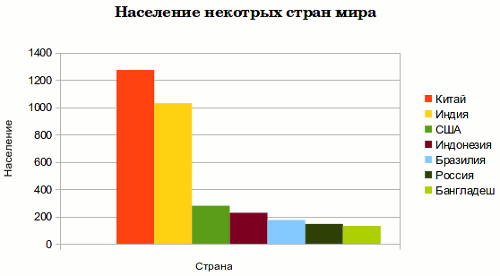 Население некотрых стран мира
1400
1200
1000
800
600
400
200
0
Население
Страна
Китай
Индия
США
Индонезия
Бразилия
Россия
Бангладеш